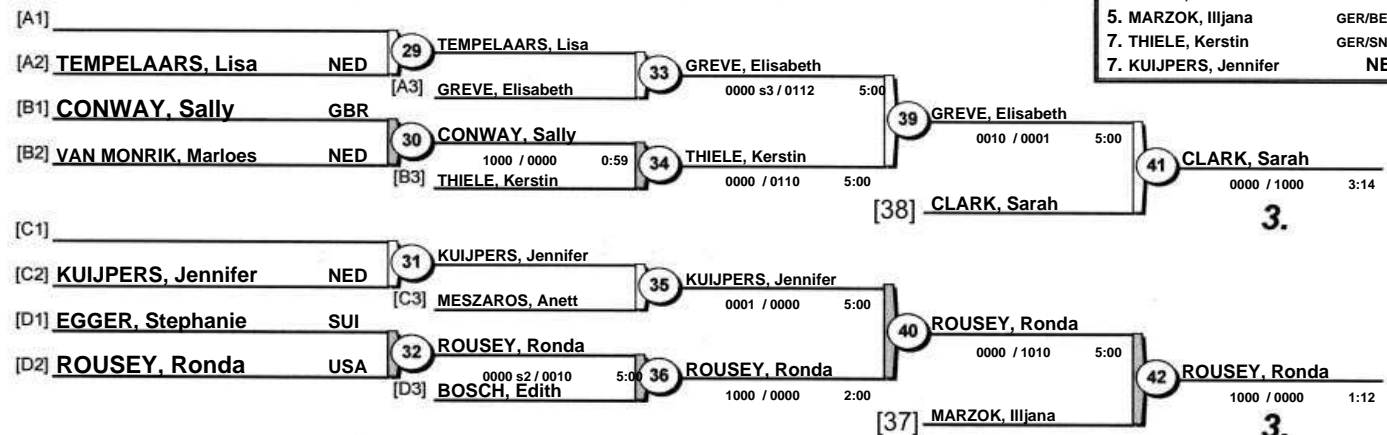 5. MARZOK, Illjana GER/BE
7. THIELE, Kerstin GER/SN
7. KUIJPERS, Jennifer NE
[A1]
[A2] TEMPELAARS, Lisa NED
29
TEMPELAARS, Lisa
[A3] GREVE, Elisabeth
33
GREVE, Elisabeth
0000 s3 / 0112 5:00
[B1] CONWAY, Sally GBR
[B2] VAN MONRIK, Marloes NED
30
CONWAY, Sally
1000 / 0000 0:59
[B3] THIELE, Kerstin
34
THIELE, Kerstin
0000 / 0110 5:00
39
GREVE, Elisabeth
0010 / 0001 5:00
[38] CLARK, Sarah
41
CLARK, Sarah
0000 / 1000 3:14
3.
[C1]
[C2] KUIJPERS, Jennifer NED
31
KUIJPERS, Jennifer
[C3] MESZAROS, Anett
35
KUIJPERS, Jennifer
0001 / 0000 5:00
[D1] EGGER, Stephanie SUI
[D2] ROUSEY, Ronda USA
32
ROUSEY, Ronda
0000 s2 / 0010 5:00
[D3] BOSCH, Edith
36
ROUSEY, Ronda
1000 / 0000 2:00
40
ROUSEY, Ronda
0000 / 1010 5:00
[37] MARZOK, Illjana
42
ROUSEY, Ronda
1000 / 0000 1:12
3.